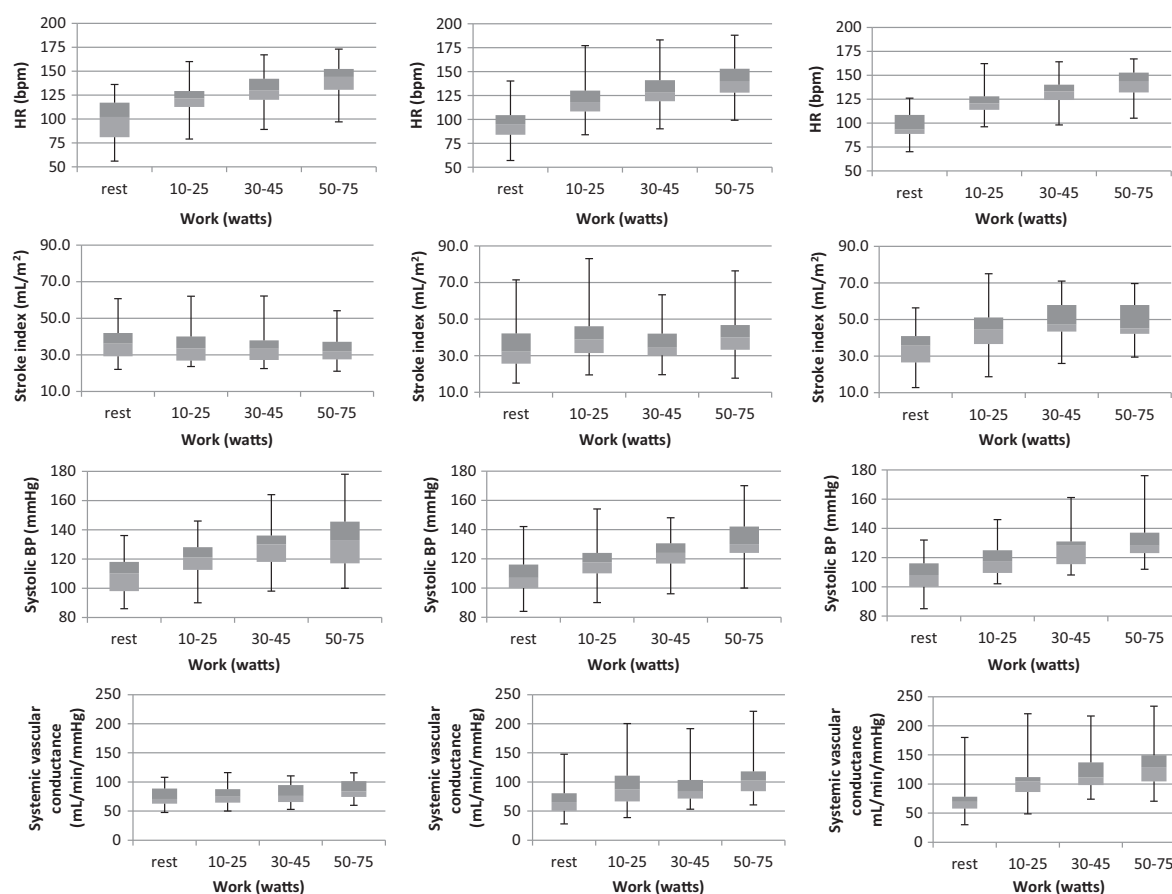 HR (bpm)
200
175
150
125
100
75
50
rest 10-25 30-45 50-75
Work (watts)
HR (bpm)
200
175
150
125
100
75
50
rest 10-25 30-45 50-75
Work (watts)
HR (bpm)
200
175
150
125
100
75
50
rest 10-25 30-45 50-75
Work (watts)
Stroke index (mL/m²)
90.0
70.0
50.0
30.0
10.0
rest 10-25 30-45 50-75
Work (watts)
Stroke index (mL/m²)
90.0
70.0
50.0
30.0
10.0
rest 10-25 30-45 50-75
Work (watts)
Stroke index (mL/m²)
90.0
70.0
50.0
30.0
10.0
rest 10-25 30-45 50-75
Work (watts)
Systolic BP (mmHg)
180
160
140
120
100
80
rest 10-25 30-45 50-75
Work (watts)
Systolic BP (mmHg)
180
160
140
120
100
80
rest 10-25 30-45 50-75
Work (watts)
Systolic BP (mmHg)
180
160
140
120
100
80
rest 10-25 30-45 50-75
Work (watts)
Systemic vascular
conductance
(mL/min/mmHg)
250
200
150
100
50
0
rest 10-25 30-45 50-75
Work (watts)
Systemic vascular
conductance
(mL/min/mmHg)
250
200
150
100
50
0
rest 10-25 30-45 50-75
Work (watts)
Systemic vascular
conductance
mL/min/mmHg)
250
200
150
100
50
0
rest 10-25 30-45 50-75
Work (watts)